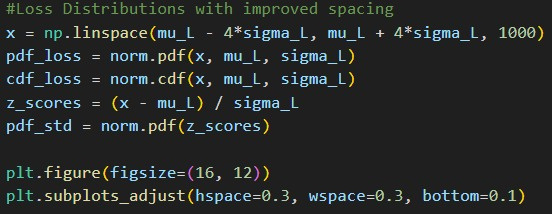 #Loss Distributions with improved spacing
x = np.linspace(mu_L - 4*sigma_L, mu_L + 4*sigma_L, 1000)
pdf_loss = norm.pdf(x, mu_L, sigma_L)
cdf_loss = norm.cdf(x, mu_L, sigma_L)
z_scores = (x - mu_L) / sigma_L
pdf_std = norm.pdf(z_scores)
plt.figure(figsize=(16, 12))
plt.subplots_adjust(hspace=0.3, wspace=0.3, bottom=0.1)